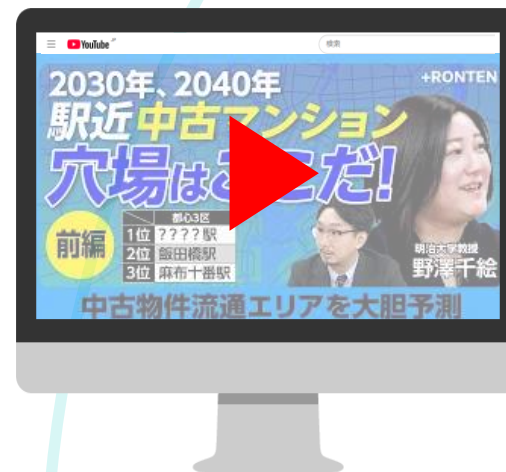 YouTube JP
検索
+RONTEN
2030年、2040年
駅近中古マンション
穴場はここだ!
前編
都心3区
1位 ????駅
2位 飯田橋駅
3位 麻布十番駅
明治大学教授
野澤千絵
中古物件流通エリアを大胆予測